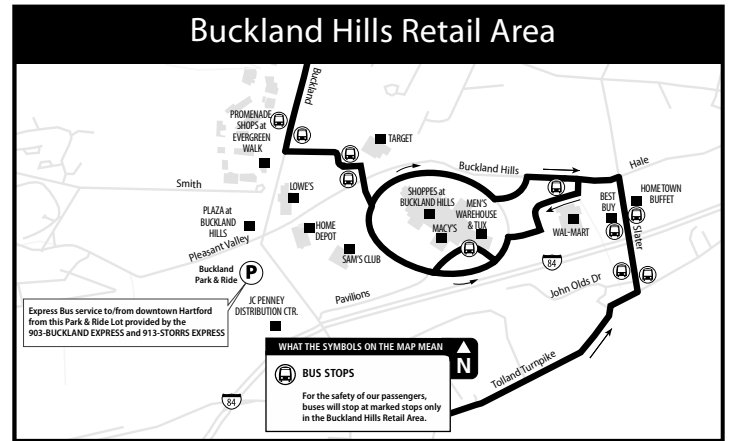 Buckland Hills Retail Area
Buckland
PROMENADE
SHOPS at
EVERGREEN
WALK
TARGET
Buckland Hills
Hale
Smith
LOWE'S
SHOPPES at
BUCKLAND HILLS
MEN'S
WAREHOUSE
& TUX
MACY'S
BEST
BUY
HOMETOWN
BUFFET
WAL-MART
Slater
PLAZA at
BUCKLAND
HILLS
HOME
DEPOT
Pleasant Valley
SAM'S CLUB
84
Buckland
Park & Ride
P
John Olds Dr
Pavilions
JC PENNEY
DISTRIBUTION CTR.
Express Bus service to/from downtown Hartford
from this Park & Ride Lot provided by the
903-BUCKLAND EXPRESS and 913-STORRS EXPRESS
Tolland Turnpike
84
WHAT THE SYMBOLS ON THE MAP MEAN
N
BUS STOPS
For the safety of our passengers,
buses will stop at marked stops only
in the Buckland Hills Retail Area.